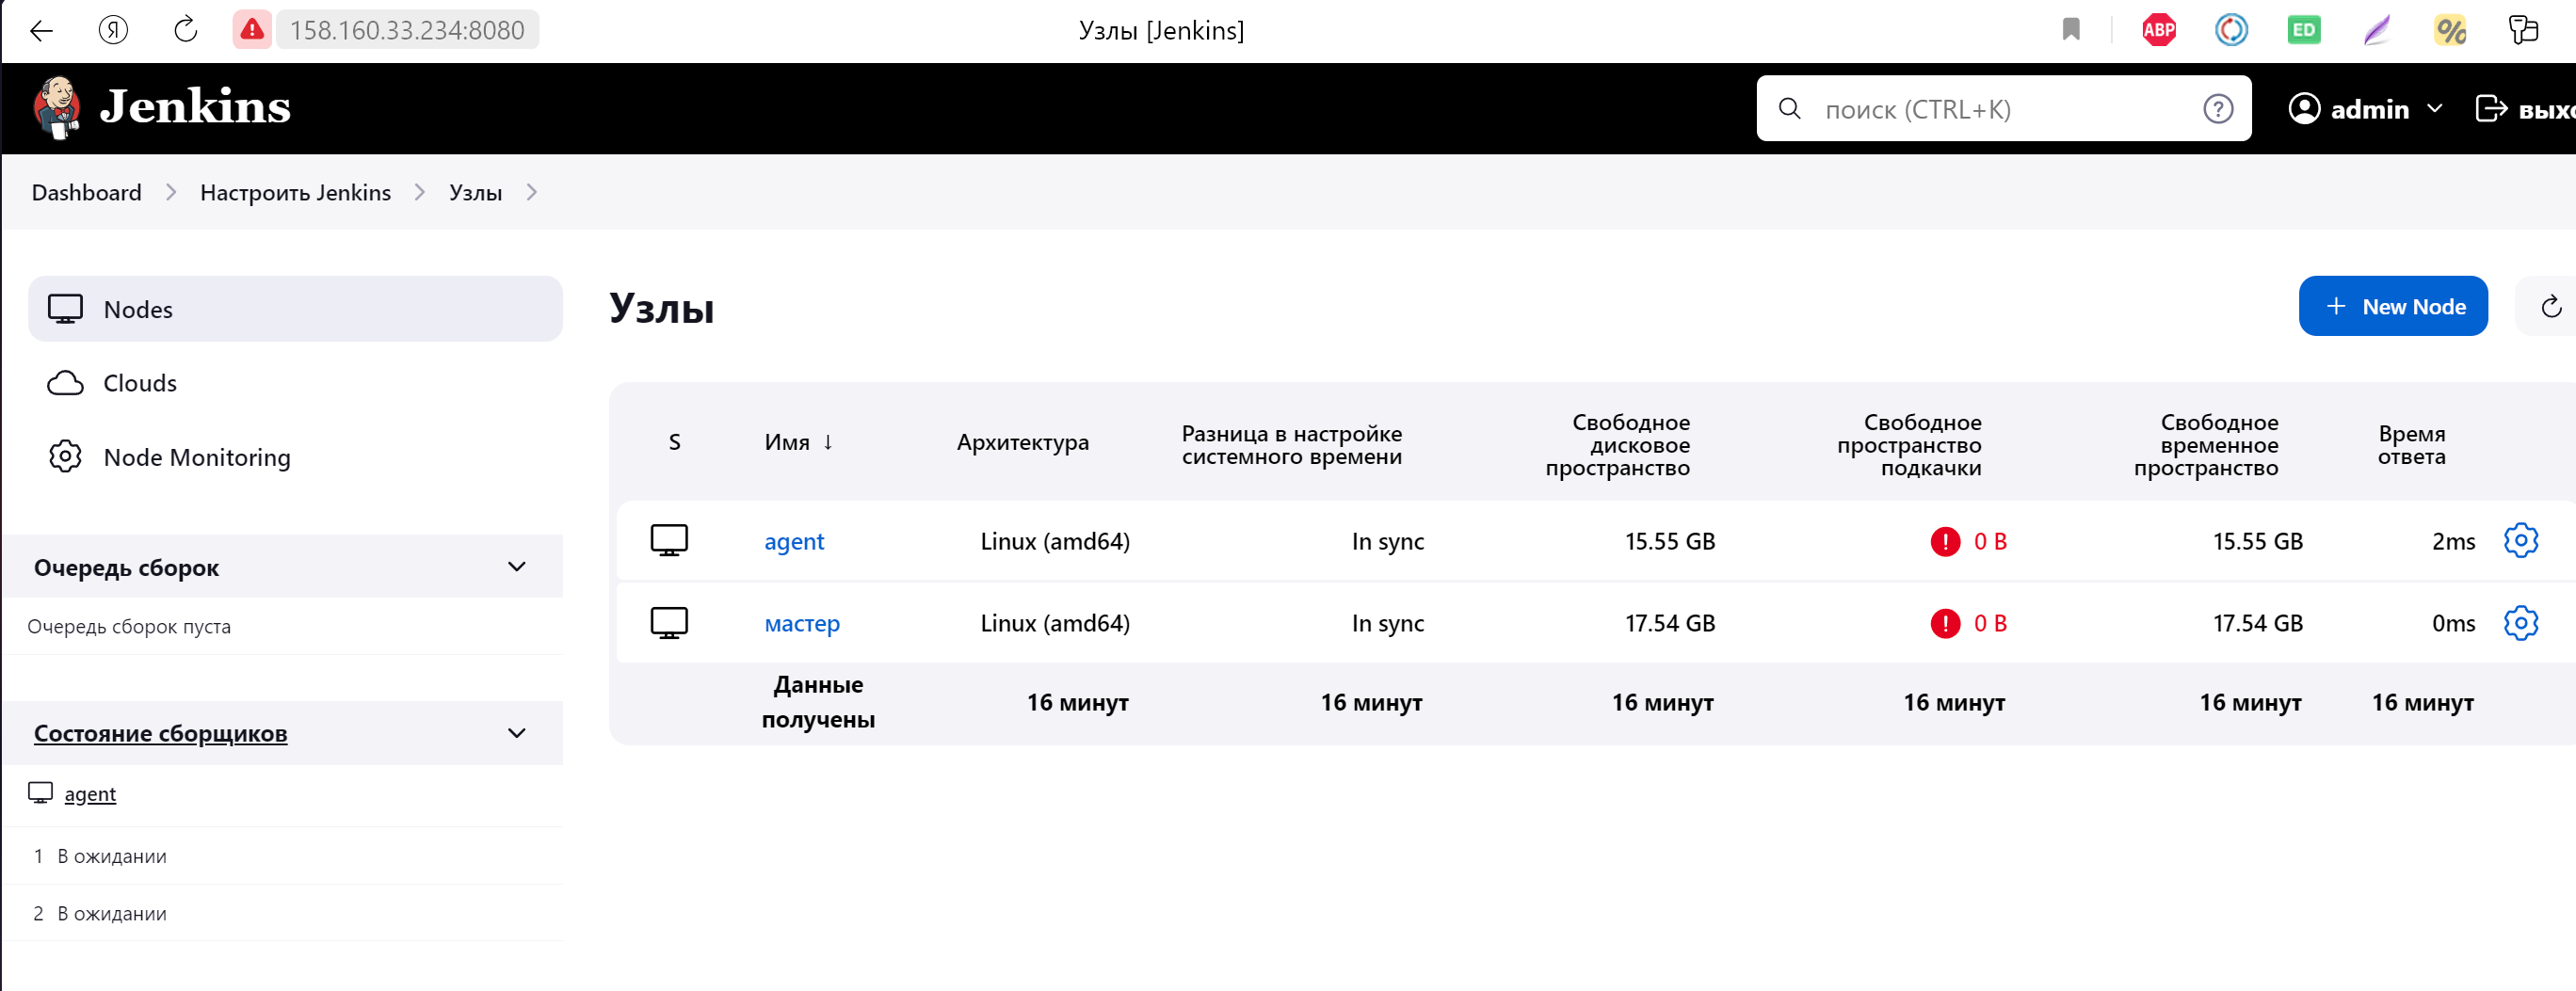 Я
158.160.33.234:8080
Узлы [Jenkins]
ABP
ED
%
Jenkins
поиск (CTRL+K)
?
admin
Dashboard
Настроить Jenkins
Узлы
Nodes
Clouds
Node Monitoring
Очередь сборок
Очередь сборок пуста
Состояние сборщиков
agent
1 В ожидании
2 В ожидании
Узлы
+ New Node
S
Имя ↓
Архитектура
Разница в настройке
системного времени
Свободное
дисковое
пространство
Свободное
пространство
подкачки
Свободное
временное
пространство
Время
ответа
agent Linux (amd64) In sync 15.55 GB 0 B 15.55 GB 2ms
мастер Linux (amd64) In sync 17.54 GB 0 B 17.54 GB 0ms
Данные
получены
16 минут 16 минут 16 минут 16 минут 16 минут 16 минут